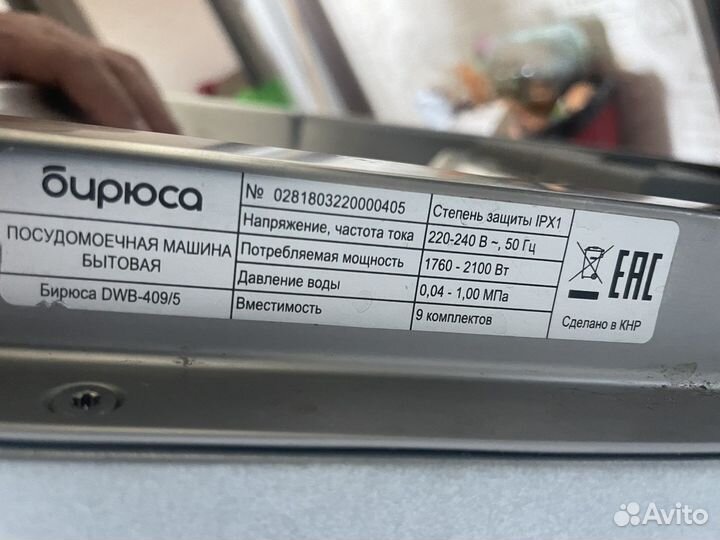 бирюса
ПОСУДОМОЕЧНАЯ МАШИНА
БЫТОВАЯ
Бирюса DWB-409/5
№ 0281803220000405
Степень защиты IPX1
Напряжение, частота тока
220-240 В ~, 50 Гц
Потребляемая мощность
1760 - 2100 Вт
Давление воды
0,04 - 1,00 МПа
Вместимость
9 комплектов
EAC
Сделано в КНР
Avito